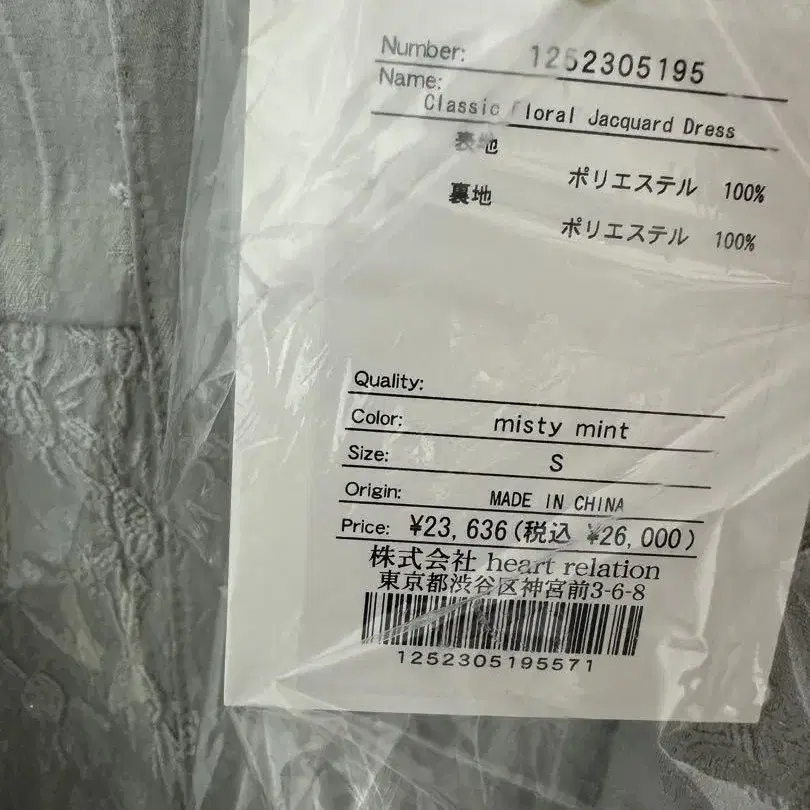 Number: 1252305195
Name:
Classic Floral Jacquard Dress
表地
ポリエステル 100%
裏地
ポリエステル 100%
Quality:
Color: misty mint
Size: S
Origin: MADE IN CHINA
Price: ¥23,636(税込 ¥26,000)
株式会社 heart relation
東京都渋谷区神宮前3-6-8
1252305195571